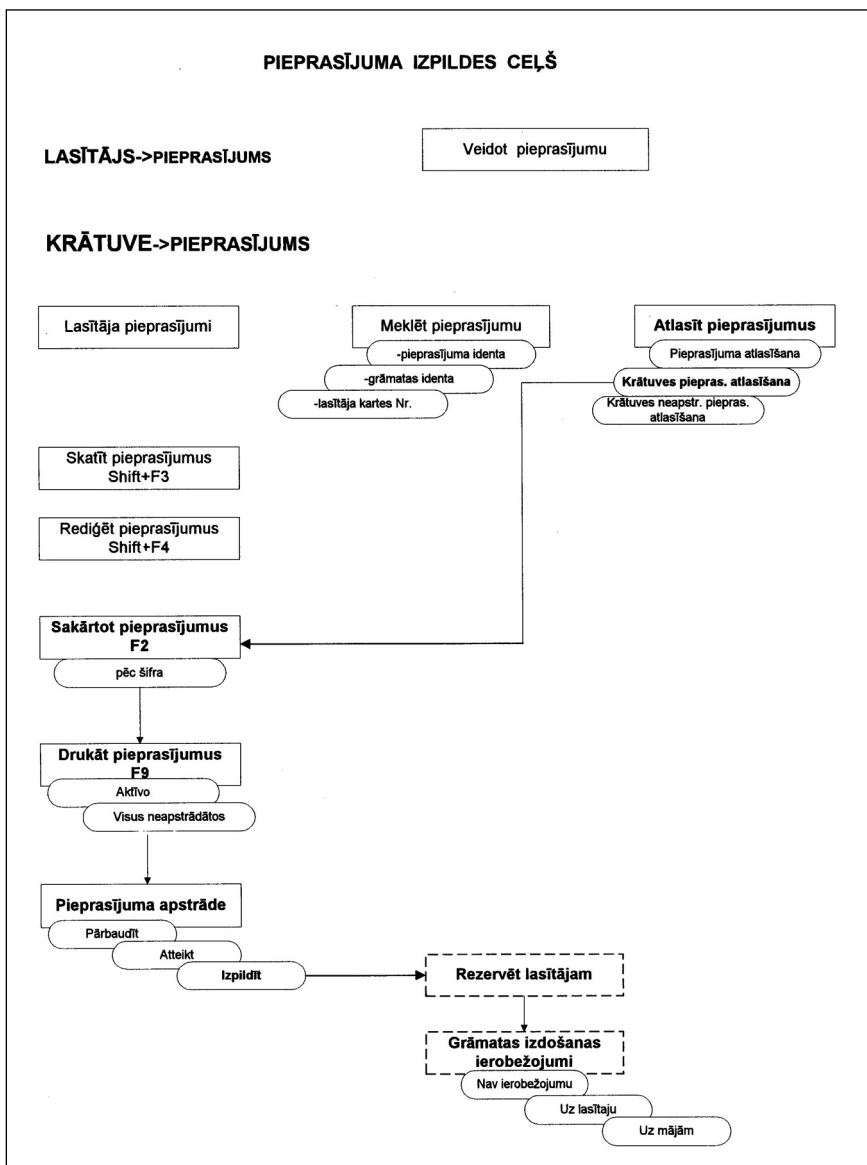 PIEPRASĪJUMA IZPILDES CEĻŠ
LASĪTĀJS->PIEPRASĪJUMS
Veidot pieprasījumu
KRĀTUVE->PIEPRASĪJUMS
Lasītāja pieprasījumi
Meklēt pieprasījumu
-pieprasījuma identa
-grāmatas identa
-lasītāja kartes Nr.
Atlasīt pieprasījumus
Pieprasījuma atlasīšana
Krātuves piepras. atlasīšana
Krātuves neapstr. piepras.
atlasīšana
Skatīt pieprasījumus
Shift+F3
Rediģēt pieprasījumus
Shift+F4
Sakārtot pieprasījumus
F2
pēc šifra
Drukāt pieprasījumus
F9
Aktīvo
Visus neapstrādātos
Pieprasījuma apstrāde
Pārbaudīt
Atteikt
Izpildīt
Rezervēt lasītājam
Grāmatas izdošanas
ierobežojumi
Nav ierobežojumu
Uz lasītaju
Uz mājām